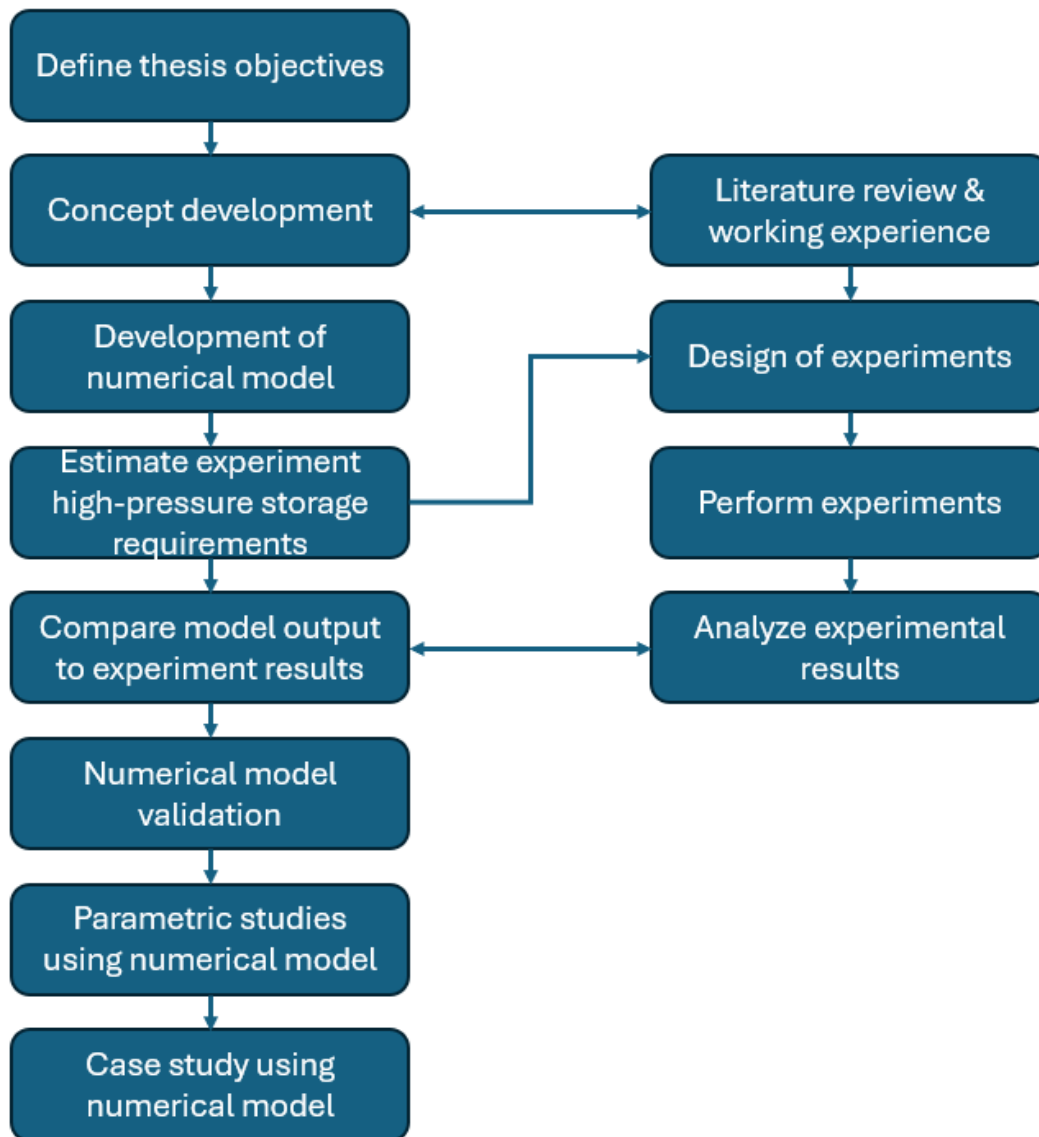 Define thesis objectives
Concept development
Literature review &
working experience
Development of
numerical model
Design of experiments
Estimate experiment
high-pressure storage
requirements
Perform experiments
Compare model output
to experiment results
Analyze experimental
results
Numerical model
validation
Parametric studies
using numerical model
Case study using
numerical model